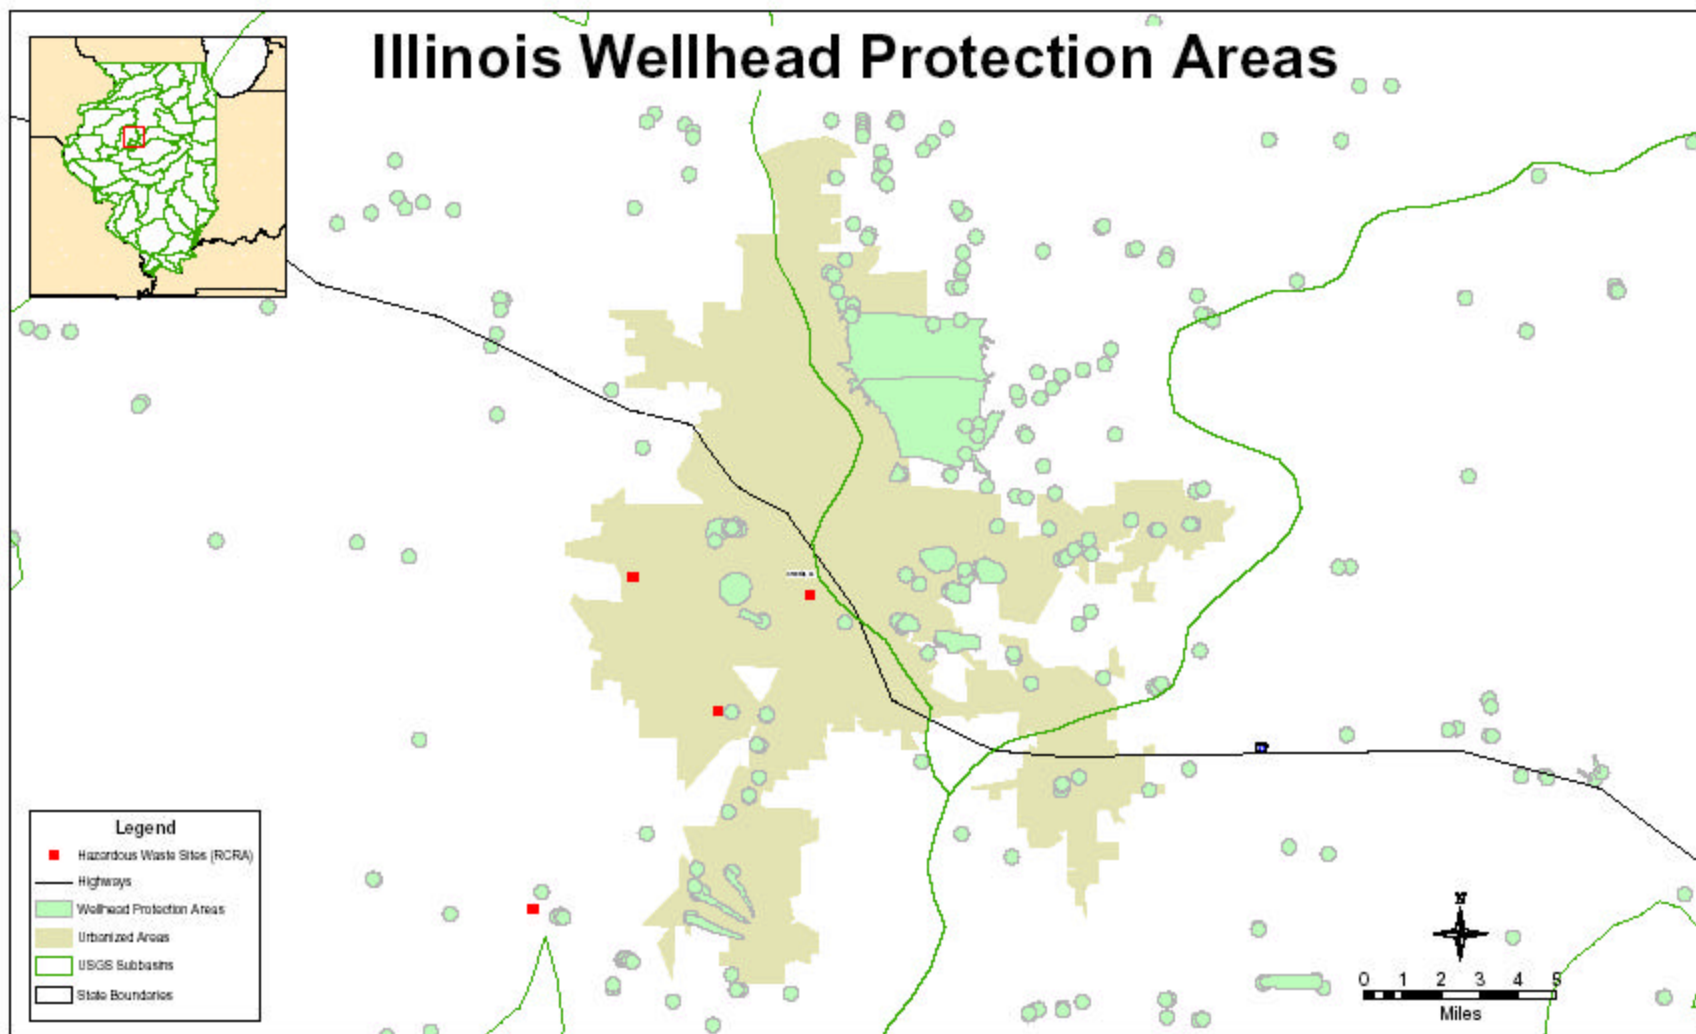 Illinois Wellhead Protection Areas
Legend
Hazardous Waste Sites (RCRA)
Highways
Wellhead Protection Areas
Urbanized Areas
USGS Subbasins
State Boundaries
N
0 1 2 3 4 5
Miles